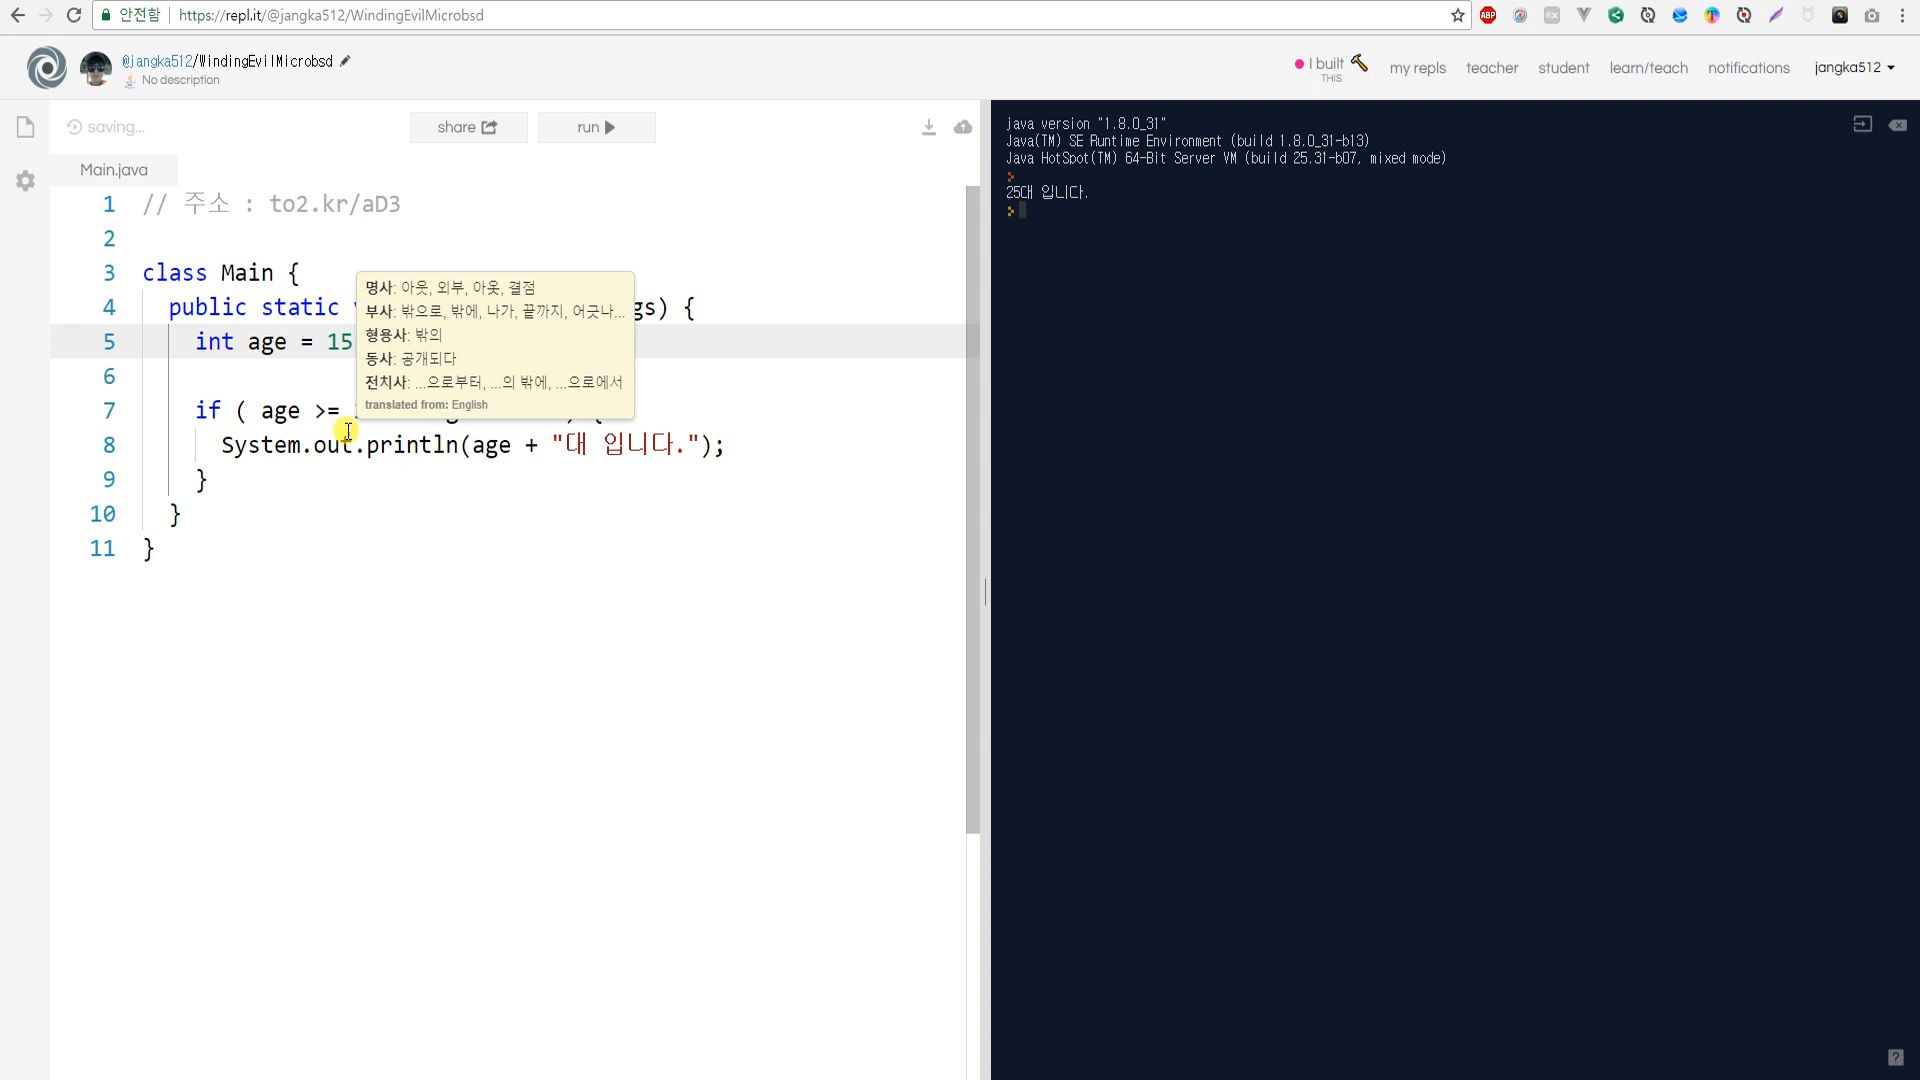 안전함 https://repl.it/@jangka512/WindingEvilMicrobsd
@jangka512/WindingEvilMicrobsd
No description
I built
THIS
my repls teacher student learn/teach notifications jangka512
saving... share run
Main.java
1 // 주소 : to2.kr/aD3
2
3 class Main {
4 public static gs) {
5 int age = 15
6
7 if ( age >= ) {
8 System.out.println(age + "대 입니다.");
9 }
10 }
11 }
명사: 아웃, 외부, 아웃, 결점
부사: 밖으로, 밖에, 나가, 끝까지, 어긋나...
형용사: 밖의
동사: 공개되다
전치사: ...으로부터, ...의 밖에, ...으로에서
translated from: English
java version "1.8.0_31"
Java(TM) SE Runtime Environment (build 1.8.0_31-b13)
Java HotSpot(TM) 64-Bit Server VM (build 25.31-b07, mixed mode)
>
25대 입니다.
>
ABP